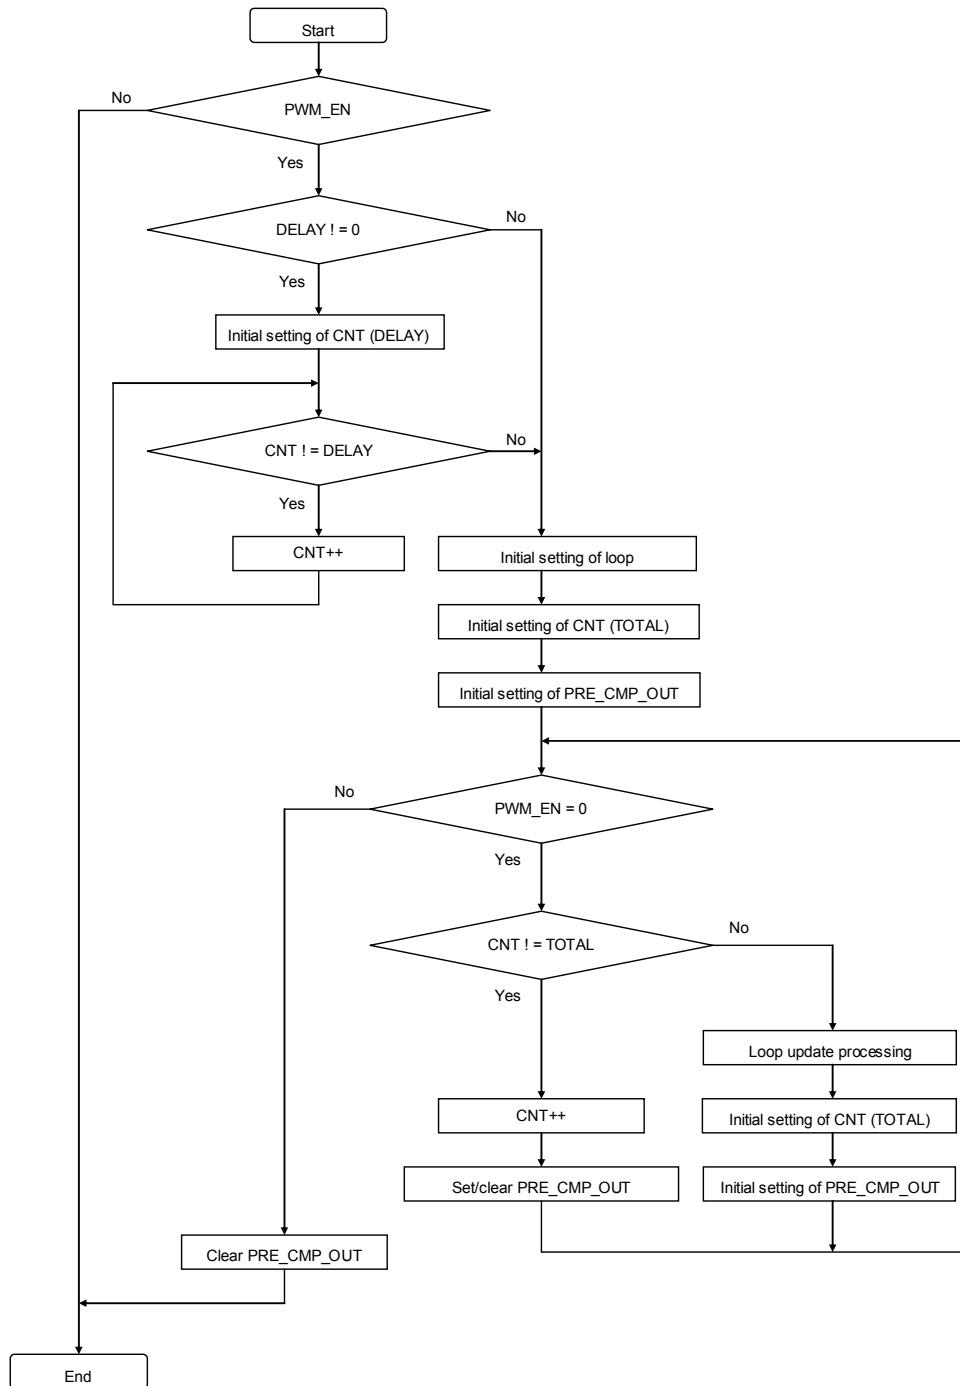 Start
No
PWM_EN
Yes
DELAY ! = 0
No
Yes
Initial setting of CNT (DELAY)
CNT ! = DELAY
No
Yes
CNT++
Initial setting of loop
Initial setting of CNT (TOTAL)
Initial setting of PRE_CMP_OUT
No
PWM_EN = 0
Yes
CNT ! = TOTAL
No
Yes
Loop update processing
CNT++
Initial setting of CNT (TOTAL)
Set/clear PRE_CMP_OUT
Initial setting of PRE_CMP_OUT
Clear PRE_CMP_OUT
End